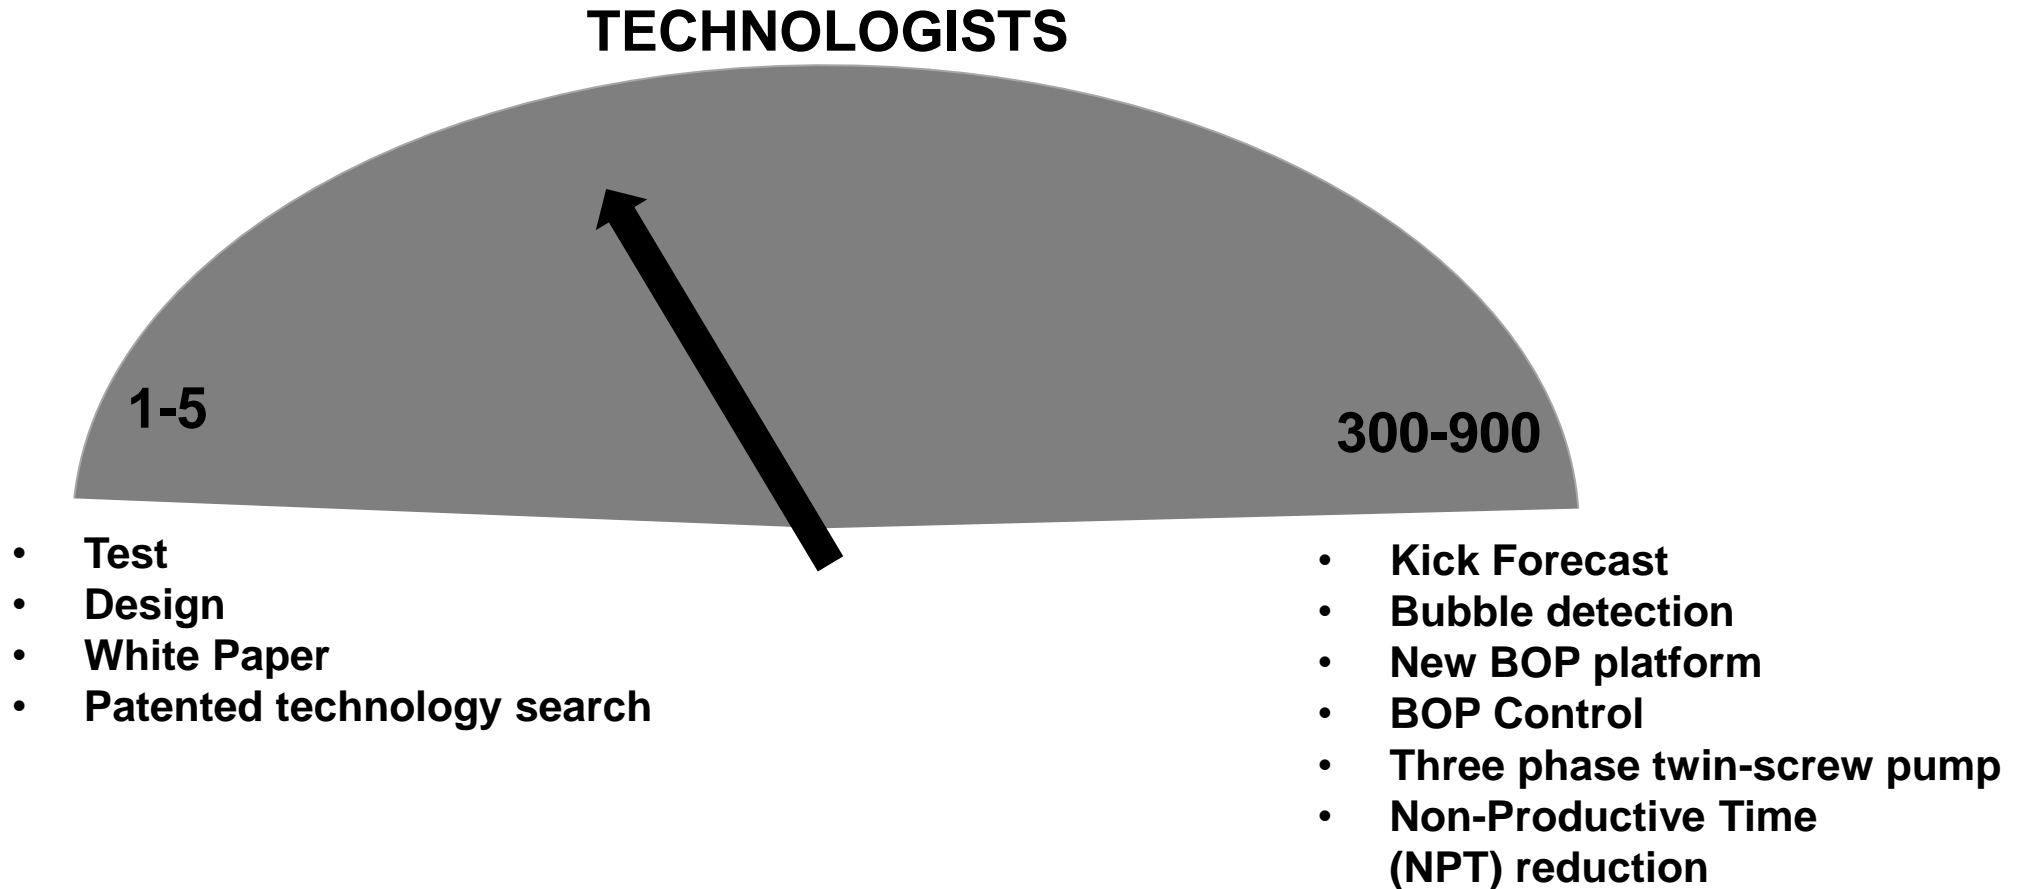 TECHNOLOGISTS
1-5
300-900
• Test
• Design
• White Paper
• Patented technology search
• Kick Forecast
• Bubble detection
• New BOP platform
• BOP Control
• Three phase twin-screw pump
• Non-Productive Time
(NPT) reduction